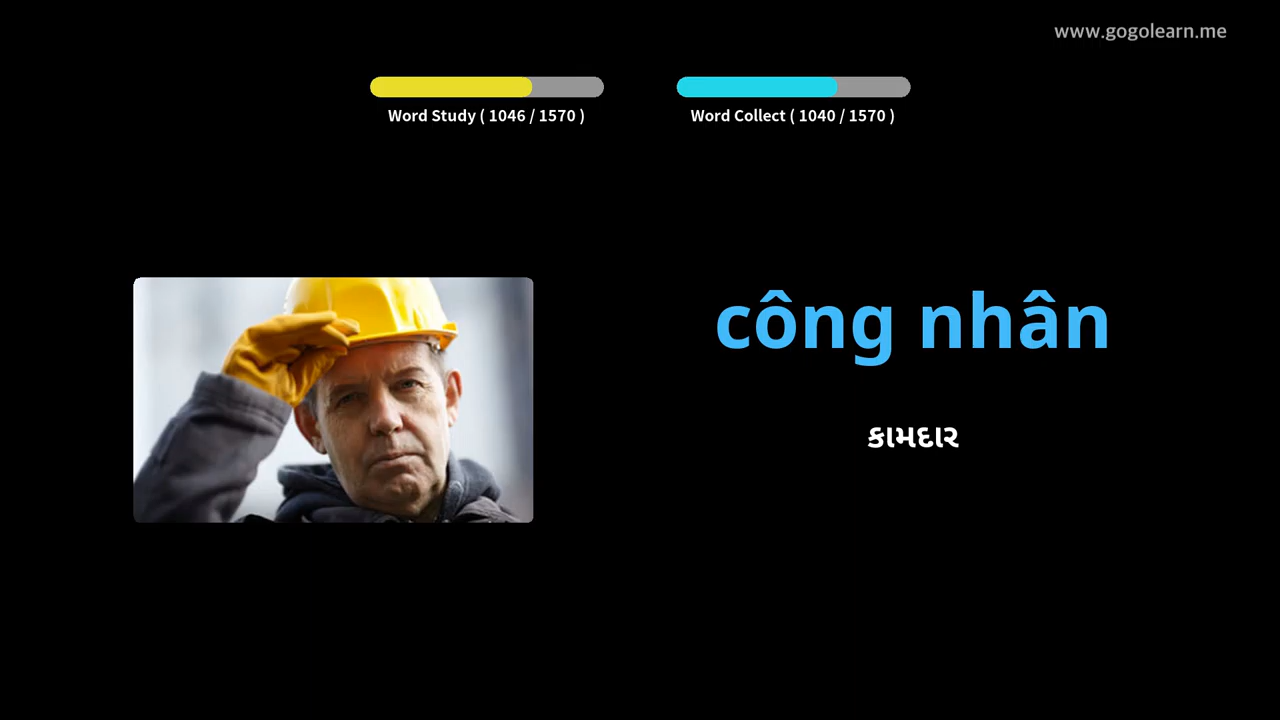 www.gogolearn.me
Word Study ( 1046 / 1570 )
Word Collect ( 1040 / 1570 )
công nhân
કામદાર